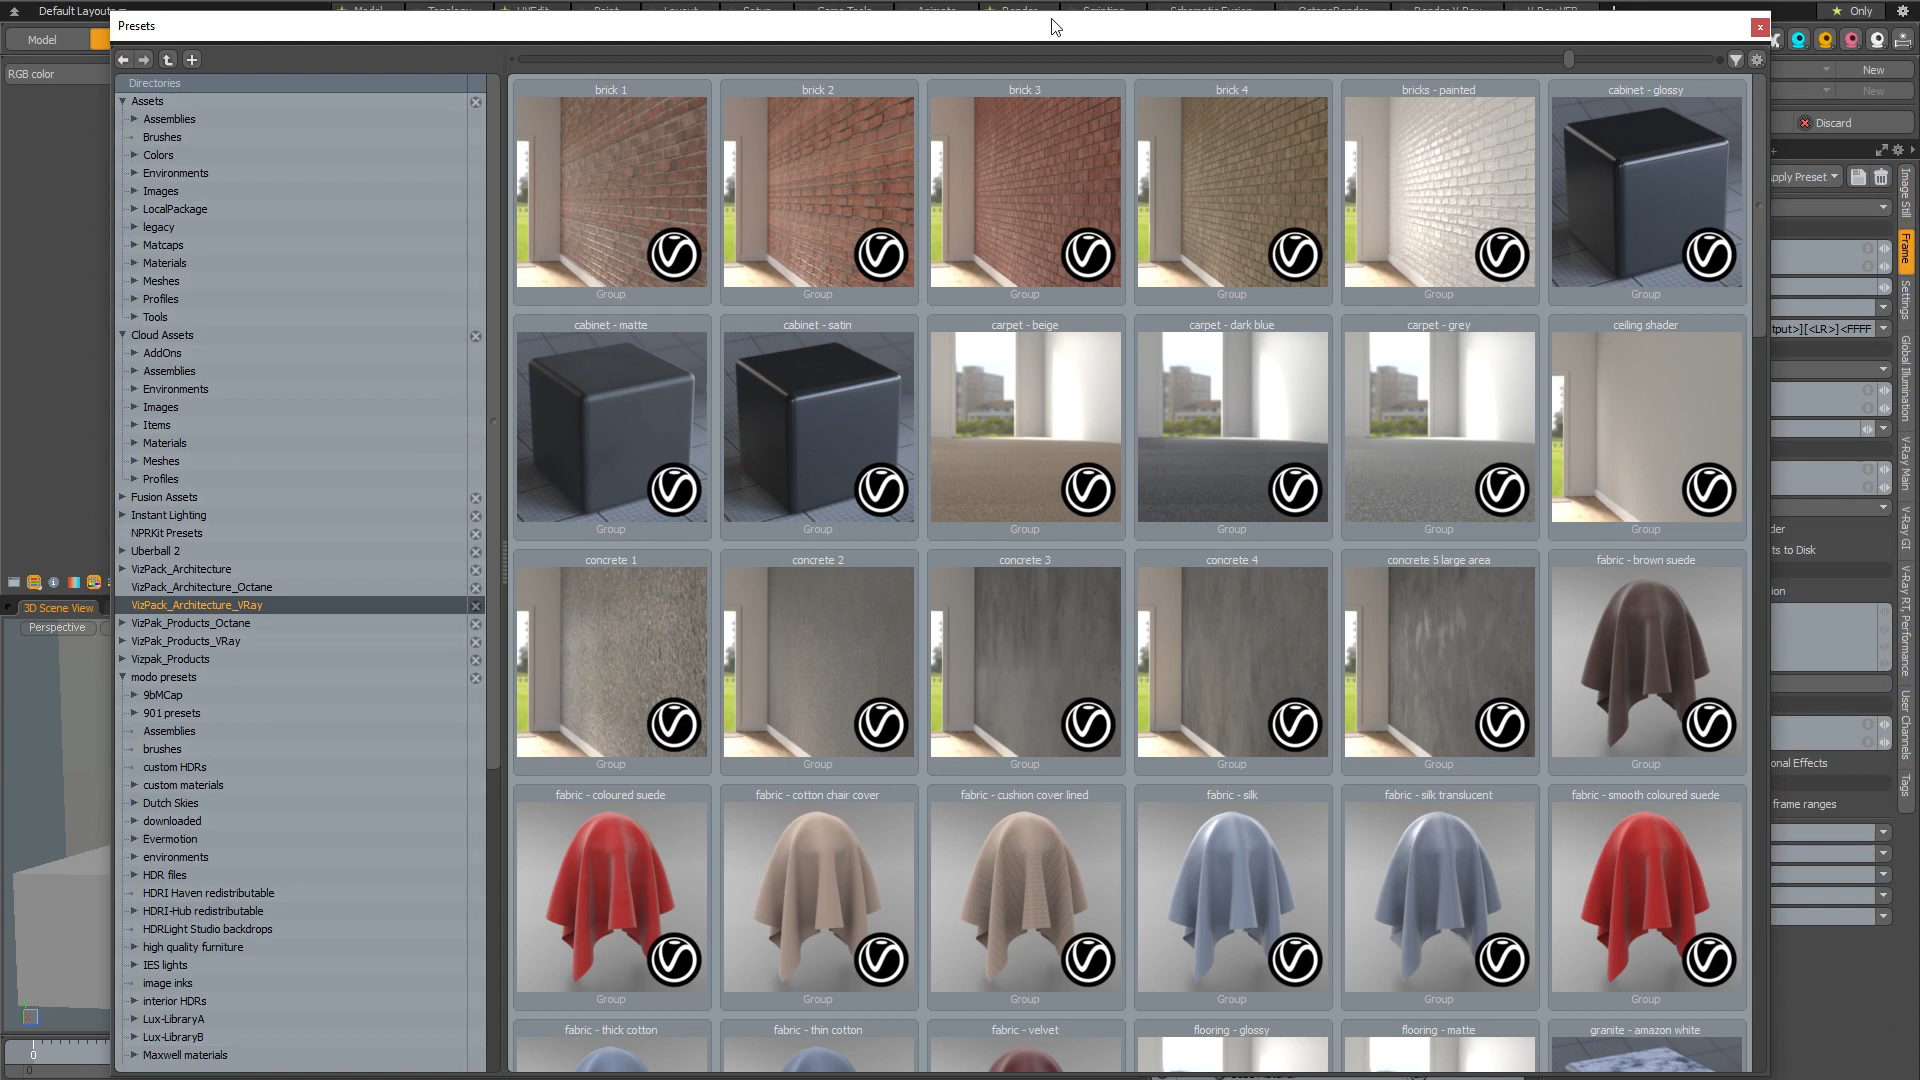 Default Layout
Only
Presets
x
Model
RGB color
New
New
Discard
Apply Preset
Directories
Assets
Assemblies
Brushes
Colors
Environments
Images
LocalPackage
legacy
Matcaps
Materials
Meshes
Profiles
Tools
Cloud Assets
AddOns
Assemblies
Environments
Images
Items
Materials
Meshes
Profiles
Fusion Assets
Instant Lighting
NPRKit Presets
Uberball 2
VizPack_Architecture
VizPack_Architecture_Octane
VizPack_Architecture_VRay
VizPak_Products_Octane
VizPak_Products_VRay
Vizpak_Products
modo presets
9bMCap
901 presets
Assemblies
brushes
custom HDRs
custom materials
Dutch Skies
downloaded
Evermotion
environments
HDR files
HDRI Haven redistributable
HDRI-Hub redistributable
HDRLight Studio backdrops
high quality furniture
IES lights
image inks
interior HDRs
Lux-LibraryA
Lux-LibraryB
Maxwell materials
brick 1
brick 2
brick 3
brick 4
bricks - painted
cabinet - glossy
Group
Group
Group
Group
Group
Group
cabinet - matte
cabinet - satin
carpet - beige
carpet - dark blue
carpet - grey
ceiling shader
Group
Group
Group
Group
Group
Group
concrete 1
concrete 2
concrete 3
concrete 4
concrete 5 large area
fabric - brown suede
Group
Group
Group
Group
Group
Group
fabric - coloured suede
fabric - cotton chair cover
fabric - cushion cover lined
fabric - silk
fabric - silk translucent
fabric - smooth coloured suede
Group
Group
Group
Group
Group
Group
fabric - thick cotton
fabric - thin cotton
fabric - velvet
flooring - glossy
flooring - matte
granite - amazon white
3D Scene View
Perspective
0
0
tput>][<LR>]<FFFF
der
ts to Disk
ion
onal Effects
frame ranges
Image Still
Frame
Settings
Global Illumination
V-Ray Main
V-Ray GI
V-Ray RT, Performance
User Channels
Tags